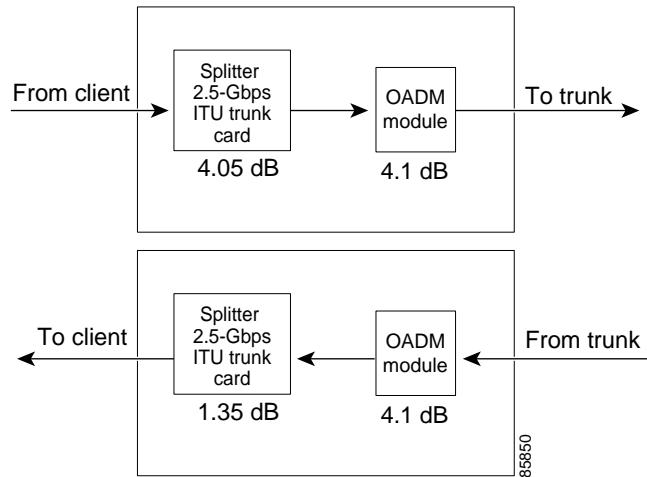 Splitter
2.5-Gbps
ITU trunk
card
From client
OADM
module
To trunk
4.05 dB
4.1 dB
Splitter
2.5-Gbps
ITU trunk
card
To client
OADM
module
From trunk
1.35 dB
4.1 dB
85850